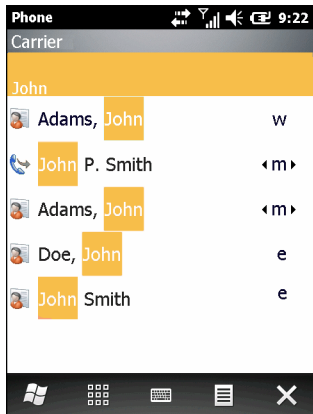 Phone 9:22
Carrier
John
Adams, John w
John P. Smith m
Adams, John m
Doe, John e
John Smith e